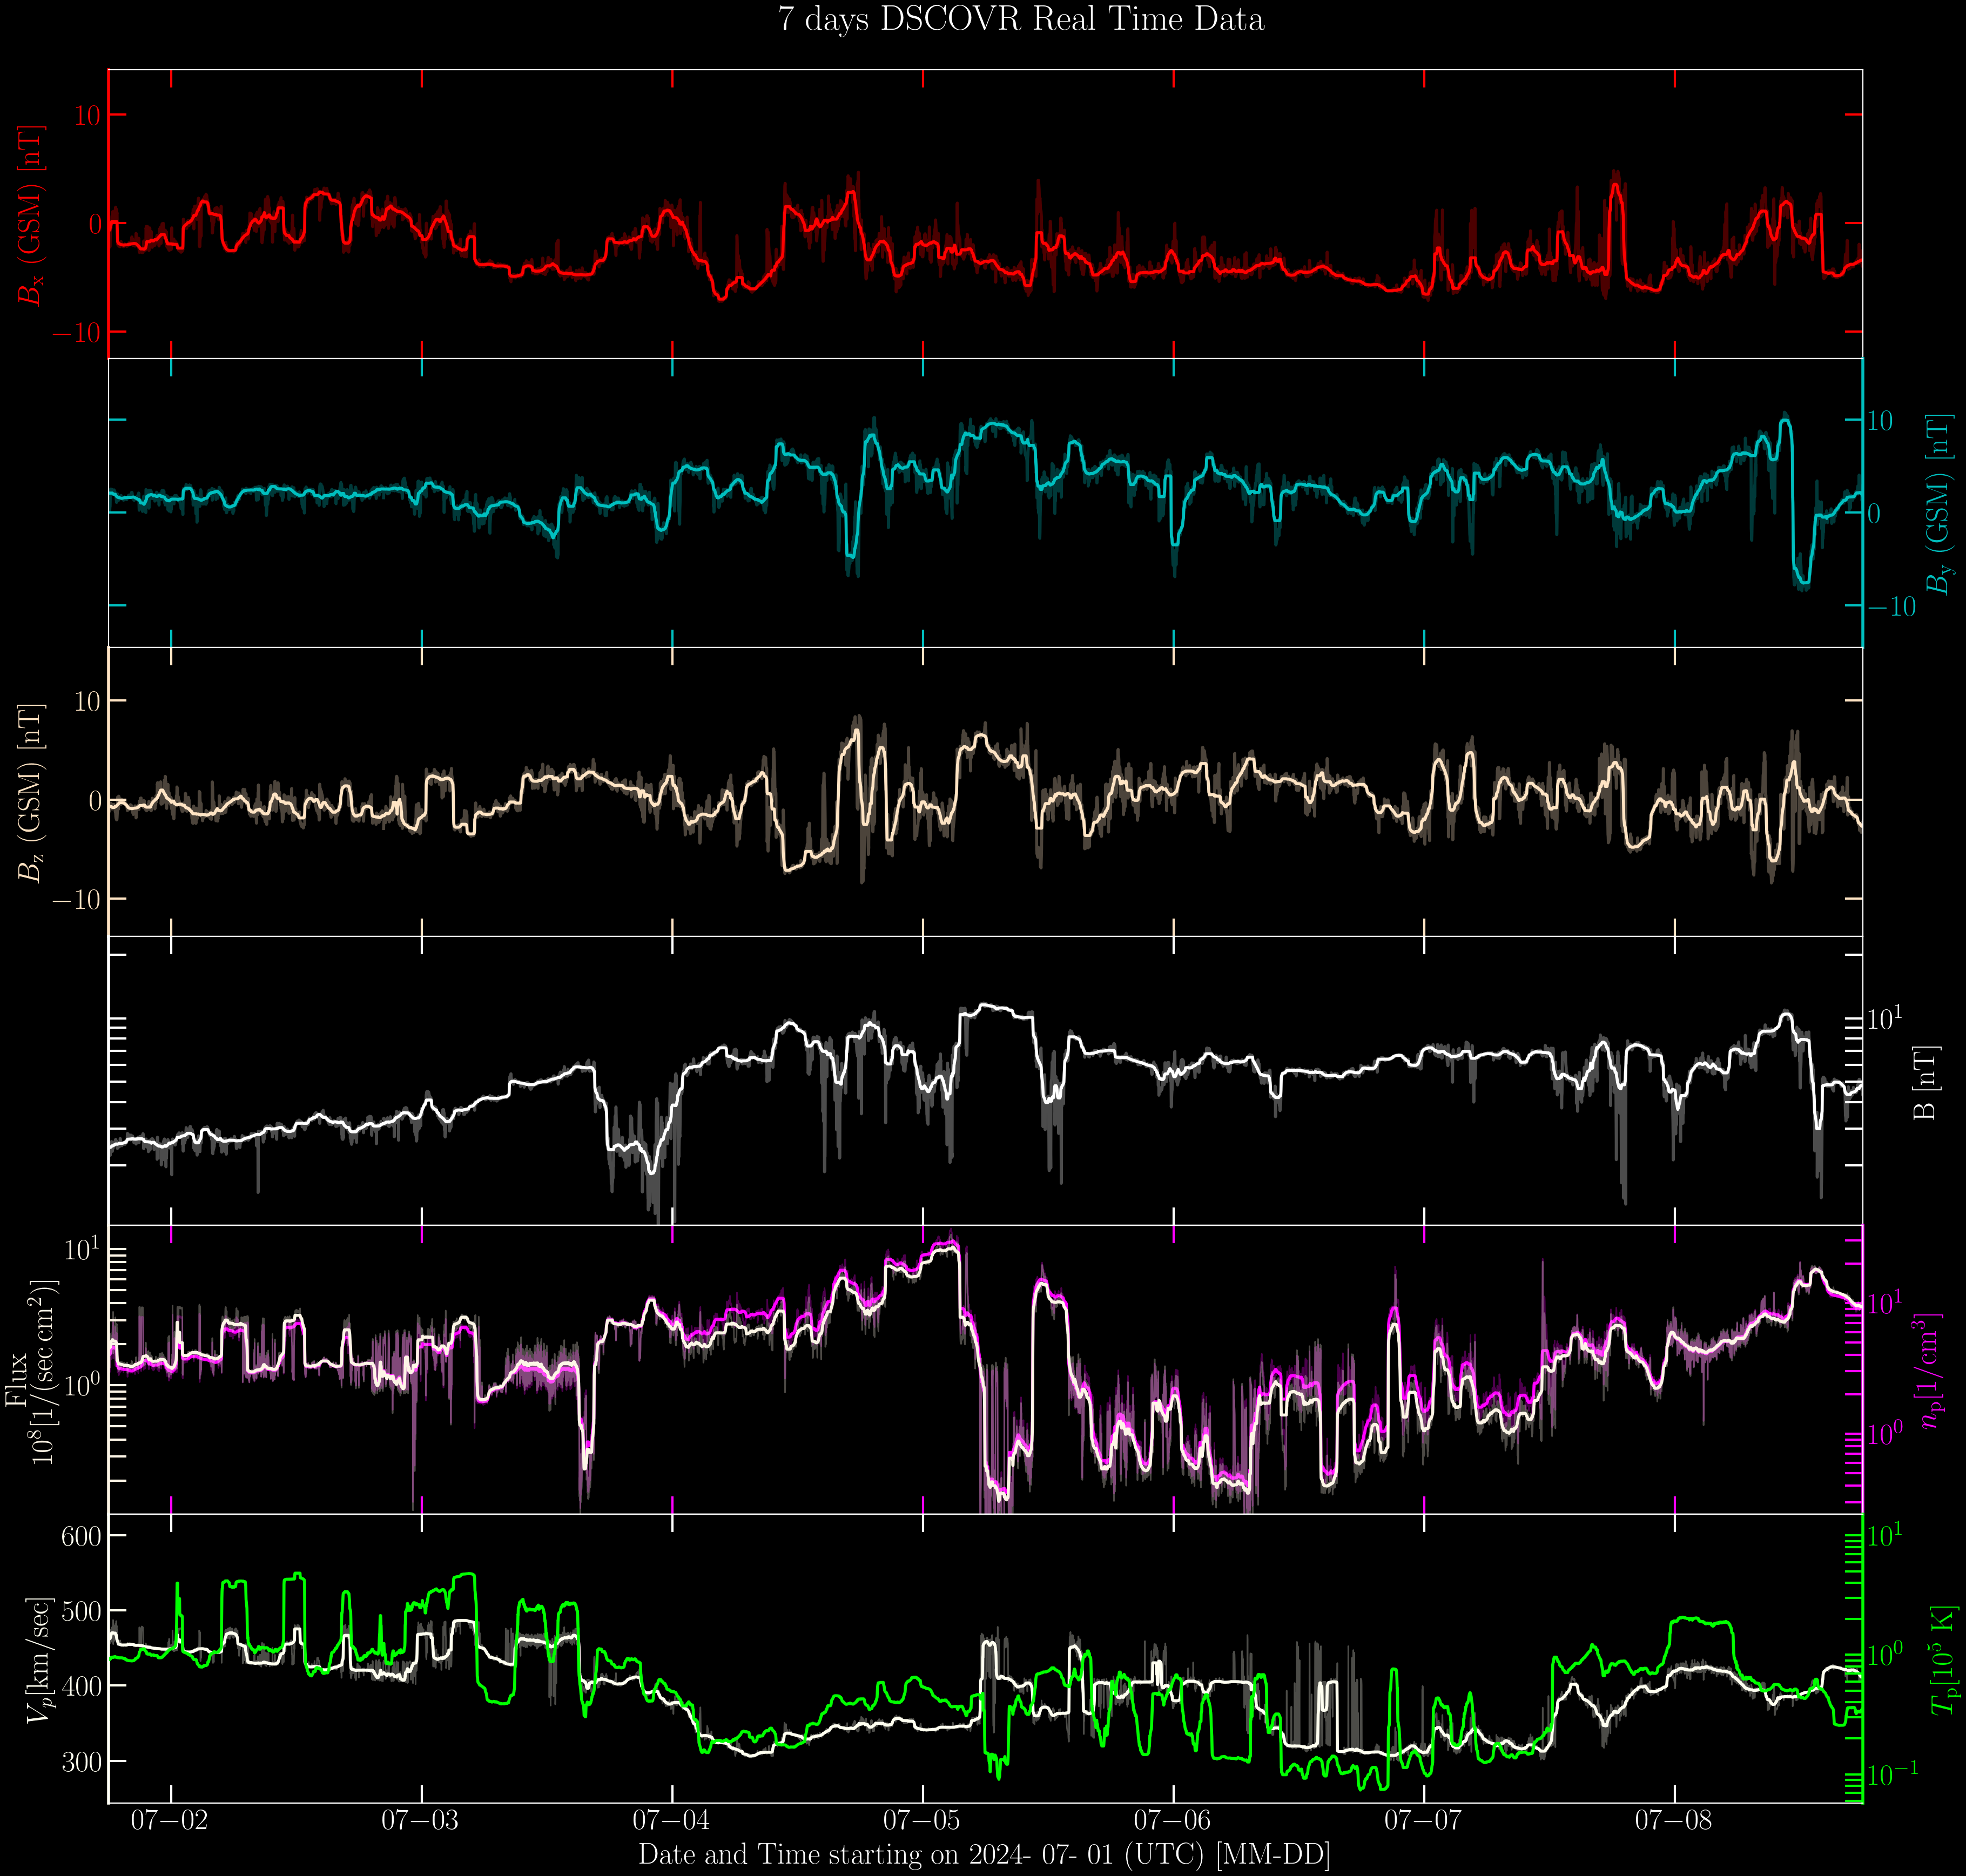 7 days DSCOVR Real Time Data
10
0
−10
Bx (GSM) [nT]
10
0
−10
By (GSM) [nT]
10
0
−10
Bz (GSM) [nT]
10¹
B [nT]
10¹
10⁰
Flux
10⁸[1/(sec cm²)]
10¹
10⁰
np[1/cm³]
600
500
400
300
Vp[km/sec]
10¹
10⁰
10⁻¹
Tp[10⁵ K]
07−02 07−03 07−04 07−05 07−06 07−07 07−08
Date and Time starting on 2024- 07- 01 (UTC) [MM-DD]